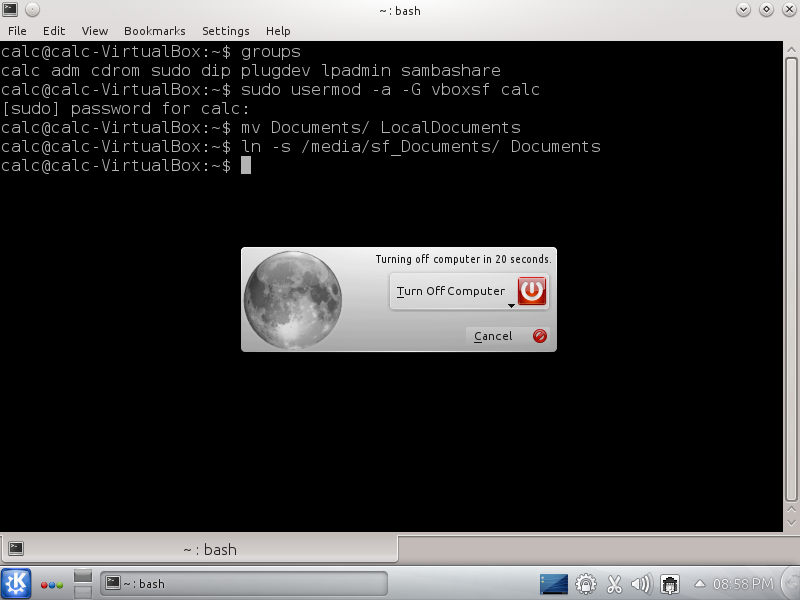 ~ : bash
File Edit View Bookmarks Settings Help
calc@calc-VirtualBox:~$ groups
calc adm cdrom sudo dip plugdev lpadmin sambashare
calc@calc-VirtualBox:~$ sudo usermod -a -G vboxsf calc
[sudo] password for calc:
calc@calc-VirtualBox:~$ mv Documents/ LocalDocuments
calc@calc-VirtualBox:~$ ln -s /media/sf_Documents/ Documents
calc@calc-VirtualBox:~$
Turning off computer in 20 seconds.
Turn Off Computer
Cancel
~ : bash
~ : bash
08:58 PM